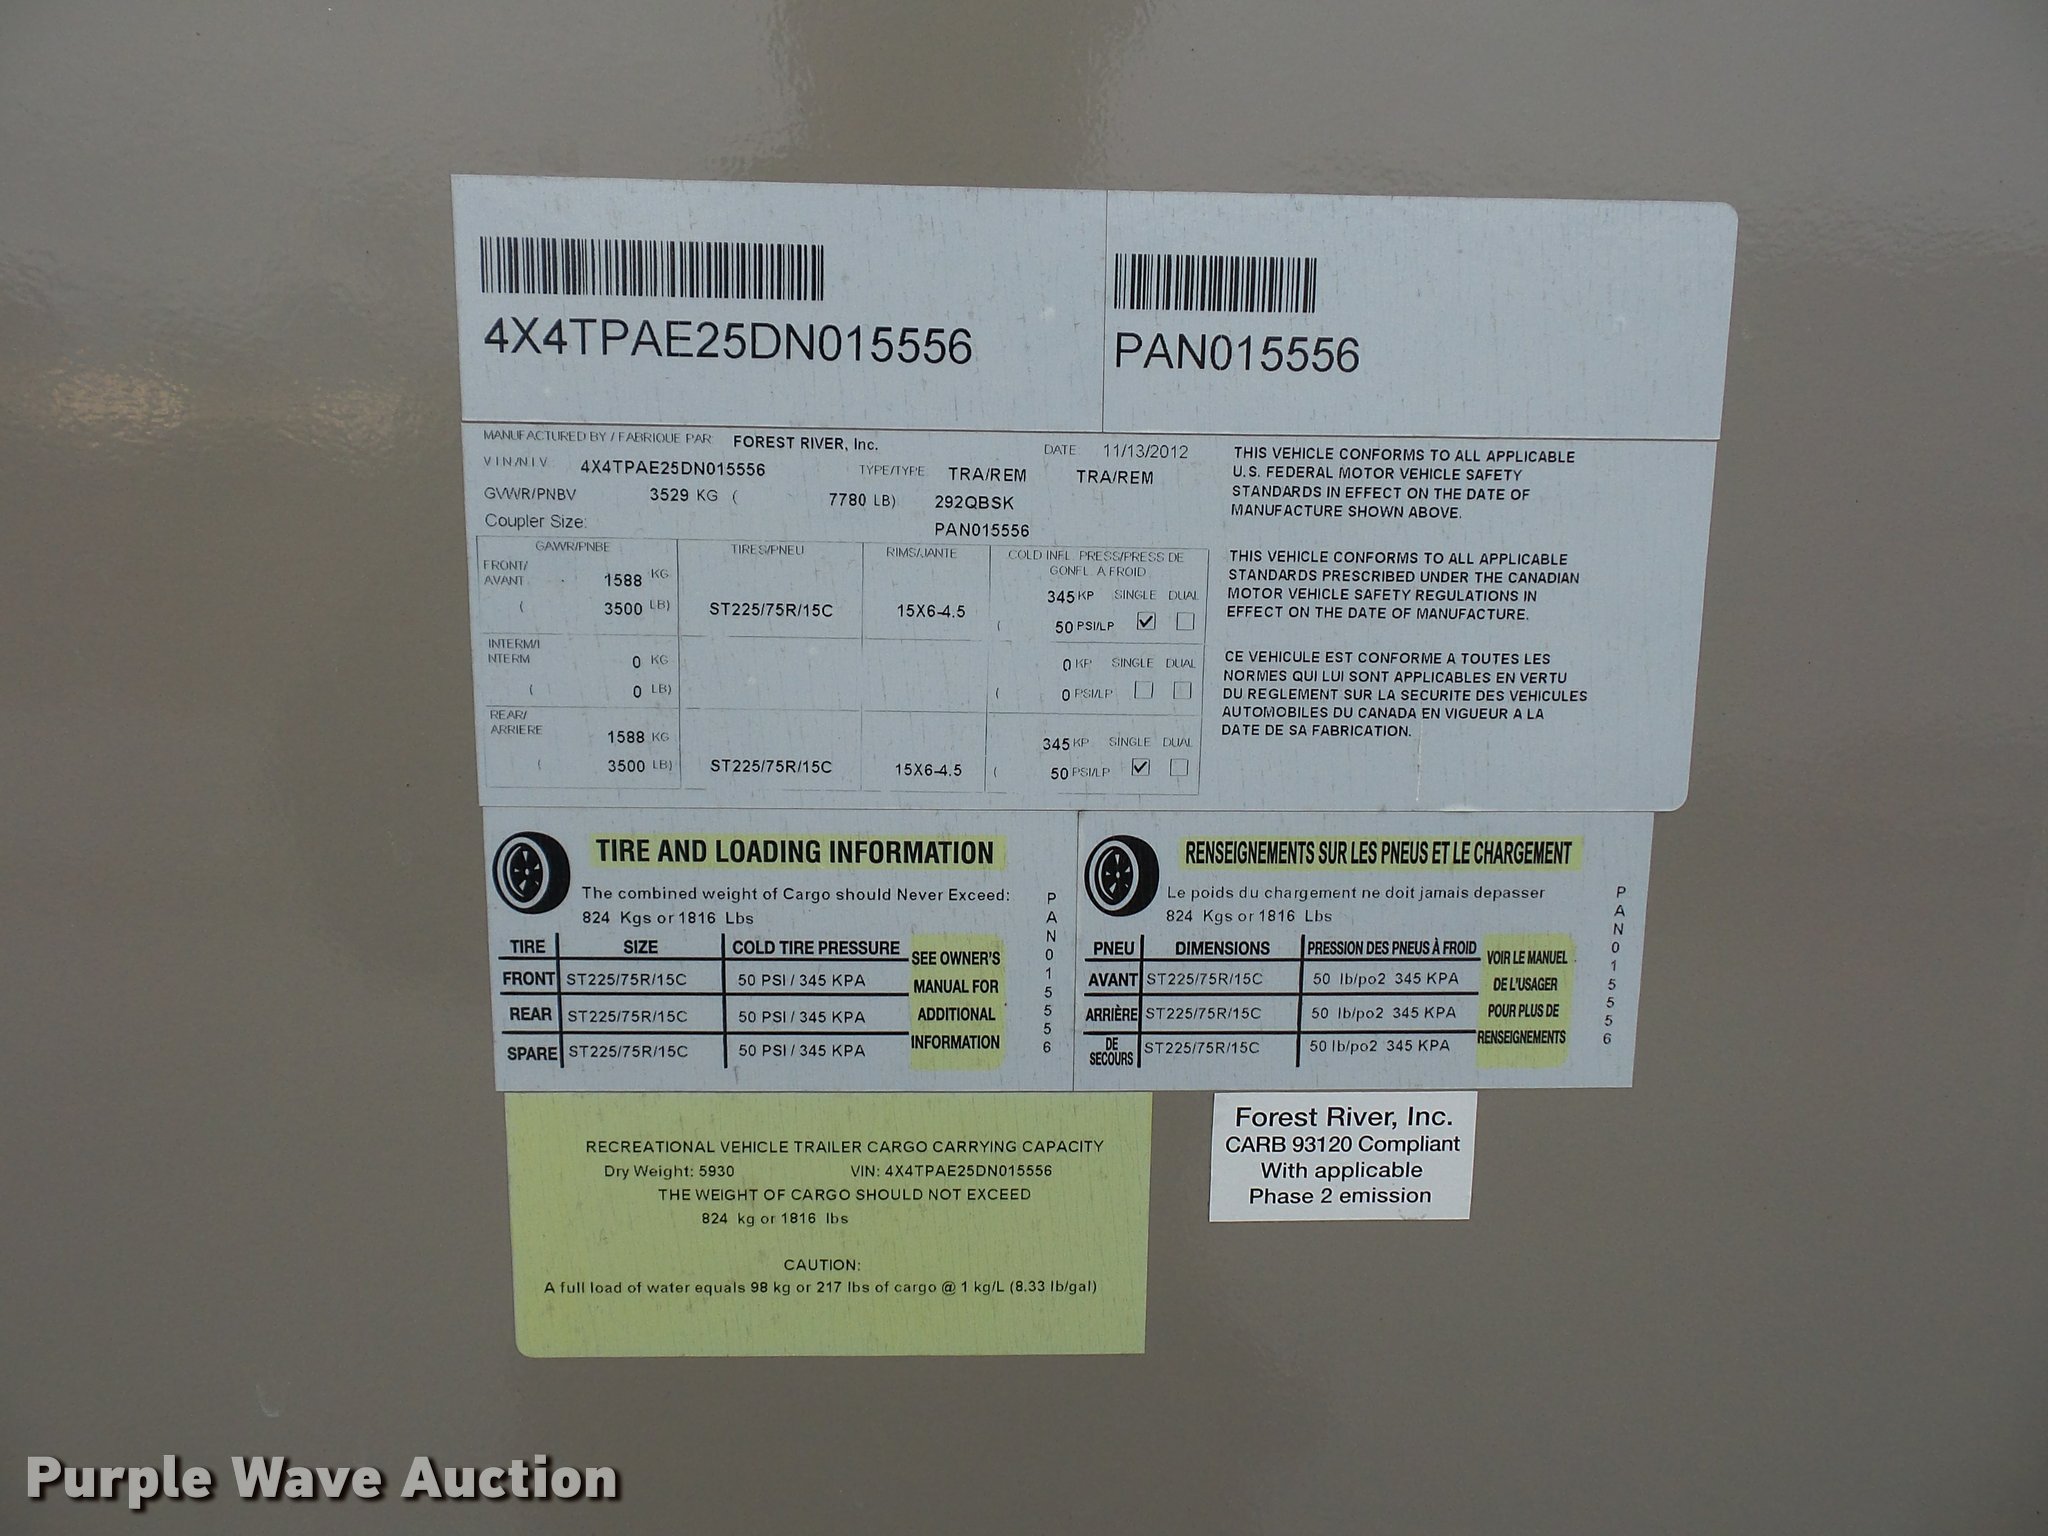 4X4TPAE25DN015556
PAN015556
MANUFACTURED BY / FABRIQUE PAR: FOREST RIVER, Inc. DATE 11/13/2012
V I N /N I V 4X4TPAE25DN015556 TYPE/TYPE TRA/REM TRA/REM
GVWR/PNBV 3529 KG ( 7780 LB) 292QBSK
Coupler Size: PAN015556
GAWR/PNBE TIRES/PNEU RIMS/JANTE COLD INFL. PRESS/PRESS DE
GONFL. A FROID
FRONT/
AVANT 1588 KG 345 KP SINGLE DUAL
( 3500 LB) ST225/75R/15C 15X6-4.5 ( 50 PSI/LP
INTERM/I
NTERM 0 KG 0 KP SINGLE DUAL
( 0 LB) ( 0 PSI/LP
REAR/
ARRIERE 1588 KG 345 KP SINGLE DUAL
( 3500 LB) ST225/75R/15C 15X6-4.5 ( 50 PSI/LP
THIS VEHICLE CONFORMS TO ALL APPLICABLE
U.S. FEDERAL MOTOR VEHICLE SAFETY
STANDARDS IN EFFECT ON THE DATE OF
MANUFACTURE SHOWN ABOVE.
THIS VEHICLE CONFORMS TO ALL APPLICABLE
STANDARDS PRESCRIBED UNDER THE CANADIAN
MOTOR VEHICLE SAFETY REGULATIONS IN
EFFECT ON THE DATE OF MANUFACTURE.
CE VEHICULE EST CONFORME A TOUTES LES
NORMES QUI LUI SONT APPLICABLES EN VERTU
DU REGLEMENT SUR LA SECURITE DES VEHICULES
AUTOMOBILES DU CANADA EN VIGUEUR A LA
DATE DE SA FABRICATION.
TIRE AND LOADING INFORMATION
The combined weight of Cargo should Never Exceed:
824 Kgs or 1816 Lbs
TIRE SIZE COLD TIRE PRESSURE
FRONT ST225/75R/15C 50 PSI / 345 KPA
REAR ST225/75R/15C 50 PSI / 345 KPA
SPARE ST225/75R/15C 50 PSI / 345 KPA
SEE OWNER'S
MANUAL FOR
ADDITIONAL
INFORMATION
PAN015556
RENSEIGNEMENTS SUR LES PNEUS ET LE CHARGEMENT
Le poids du chargement ne doit jamais depasser
824 Kgs or 1816 Lbs
PNEU DIMENSIONS PRESSION DES PNEUS À FROID
AVANT ST225/75R/15C 50 lb/po2 345 KPA
ARRIÈRE ST225/75R/15C 50 lb/po2 345 KPA
DE
SECOURS ST225/75R/15C 50 lb/po2 345 KPA
VOIR LE MANUEL
DE L'USAGER
POUR PLUS DE
RENSEIGNEMENTS
PAN015556
RECREATIONAL VEHICLE TRAILER CARGO CARRYING CAPACITY
Dry Weight: 5930 VIN: 4X4TPAE25DN015556
THE WEIGHT OF CARGO SHOULD NOT EXCEED
824 kg or 1816 lbs
CAUTION:
A full load of water equals 98 kg or 217 lbs of cargo @ 1 kg/L (8.33 lb/gal)
Forest River, Inc.
CARB 93120 Compliant
With applicable
Phase 2 emission
Purple Wave Auction